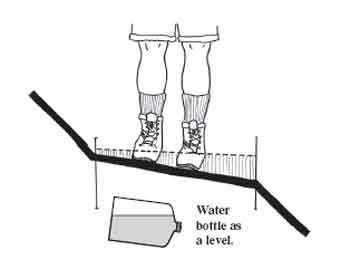 Water
bottle as
a level.